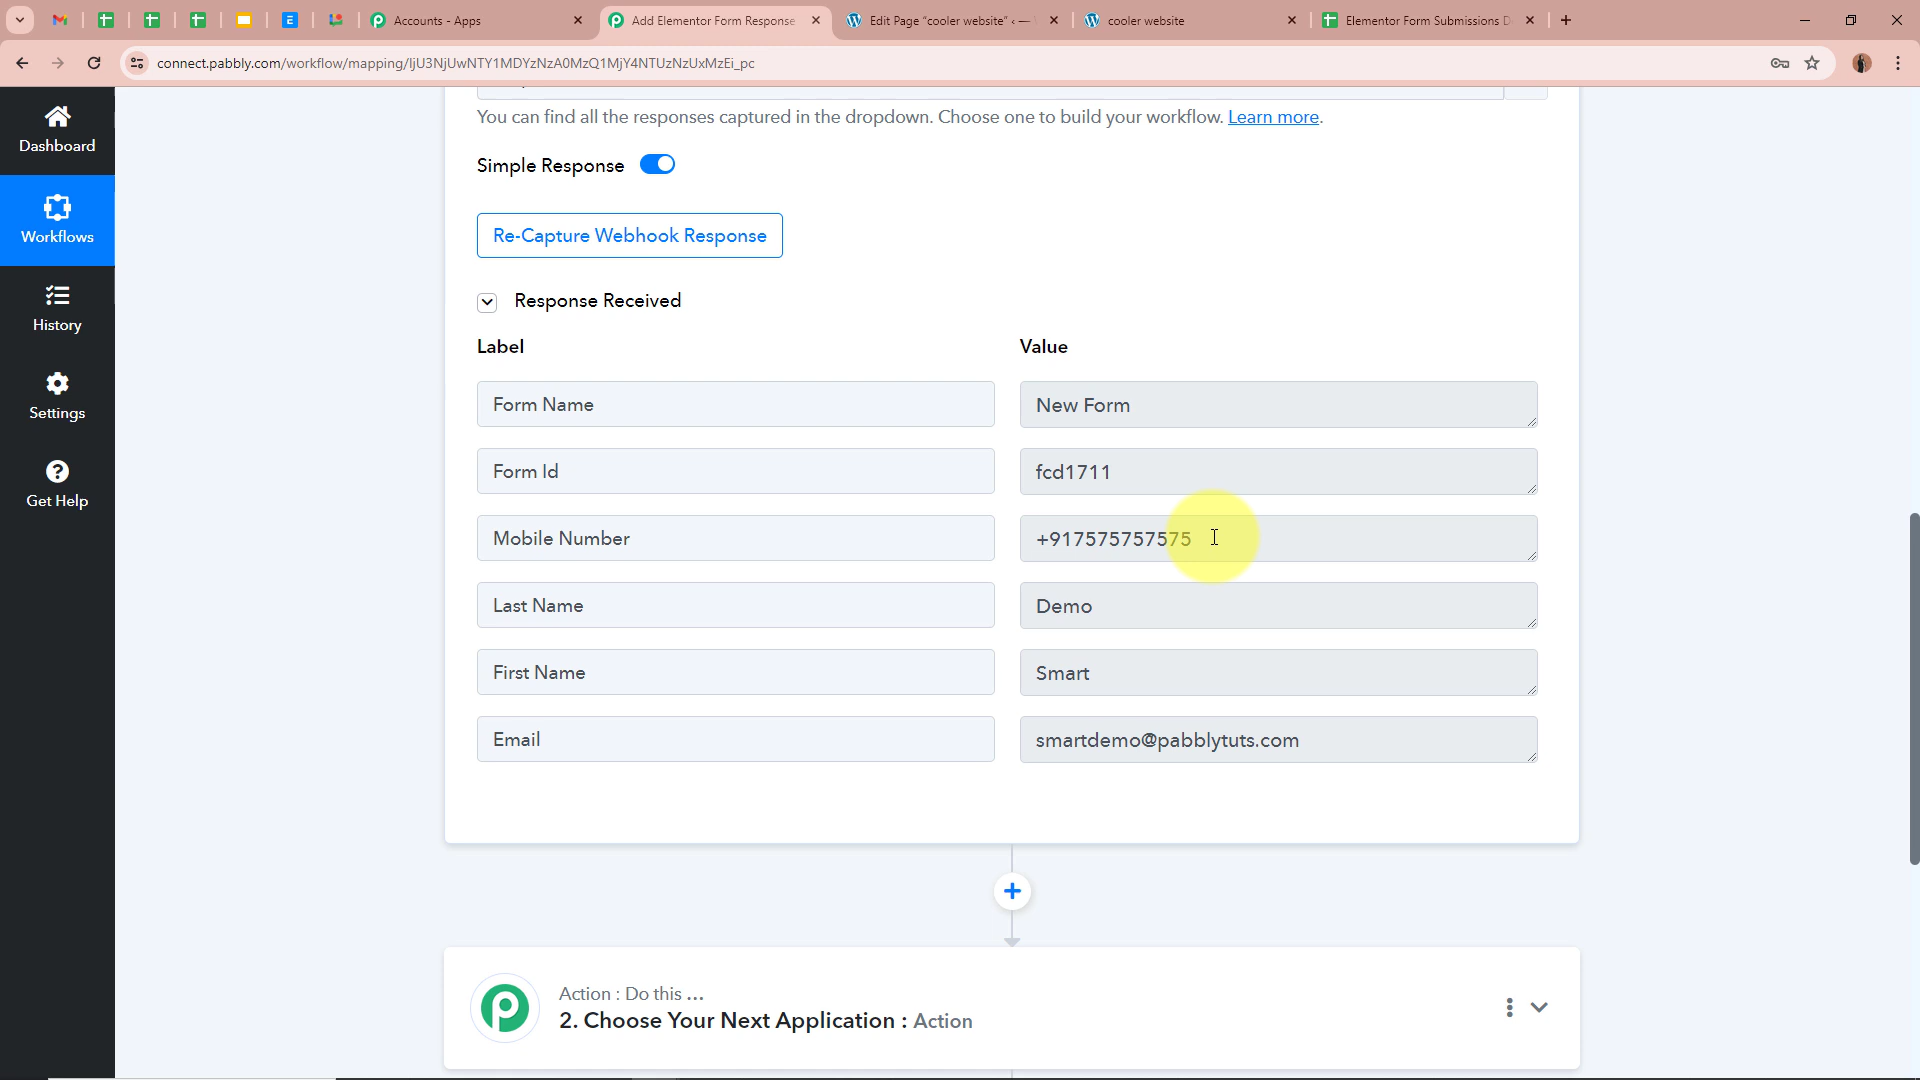 Accounts - Apps
Add Elementor Form Response
Edit Page "cooler website" ‹ —
cooler website
Elementor Form Submissions D
connect.pabbly.com/workflow/mapping/IjU3NjUwNTY1MDYzNzA0MzQ1MjY4NTUzNzUxMzEi_pc
Dashboard
Workflows
History
Settings
Get Help
You can find all the responses captured in the dropdown. Choose one to build your workflow. Learn more.
Simple Response
Re-Capture Webhook Response
Response Received
Label
Value
Form Name
New Form
Form Id
fcd1711
Mobile Number
+917575757575
Last Name
Demo
First Name
Smart
Email
smartdemo@pabblytuts.com
Action : Do this ...
2. Choose Your Next Application : Action